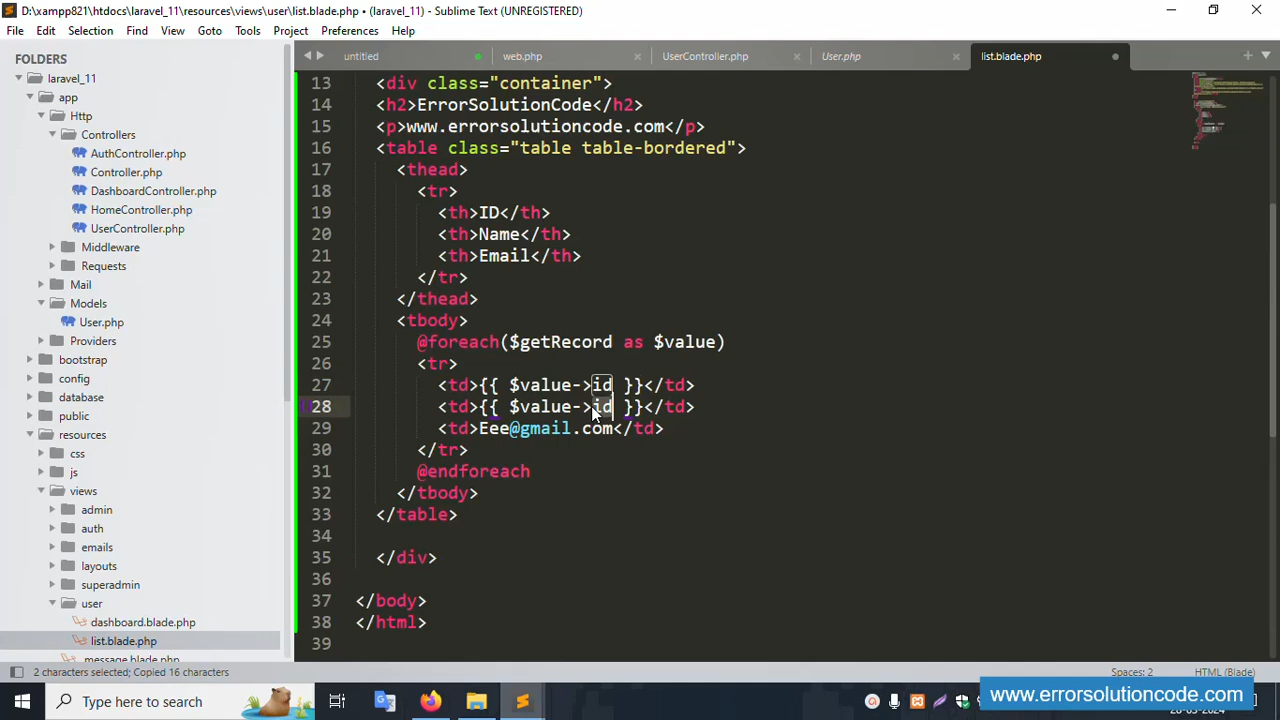 D:\xampp821\htdocs\laravel_11\resources\views\user\list.blade.php • (laravel_11) - Sublime Text (UNREGISTERED)
File Edit Selection Find View Goto Tools Project Preferences Help
FOLDERS
laravel_11
app
Http
Controllers
AuthController.php
Controller.php
DashboardController.php
HomeController.php
UserController.php
Middleware
Requests
Mail
Models
User.php
Providers
bootstrap
config
database
public
resources
css
js
views
admin
auth
emails
layouts
superadmin
user
dashboard.blade.php
list.blade.php
message.blade.php
untitled web.php UserController.php User.php list.blade.php
13 <div class="container">
14 <h2>ErrorSolutionCode</h2>
15 <p>www.errorsolutioncode.com</p>
16 <table class="table table-bordered">
17 <thead>
18 <tr>
19 <th>ID</th>
20 <th>Name</th>
21 <th>Email</th>
22 </tr>
23 </thead>
24 <tbody>
25 @foreach($getRecord as $value)
26 <tr>
27 <td>{{ $value->id }}</td>
28 <td>{{ $value->id }}</td>
29 <td>Eee@gmail.com</td>
30 </tr>
31 @endforeach
32 </tbody>
33 </table>
34
35 </div>
36
37 </body>
38 </html>
39
2 characters selected; Copied 16 characters Spaces: 2 HTML (Blade)
Type here to search
www.errorsolutioncode.com